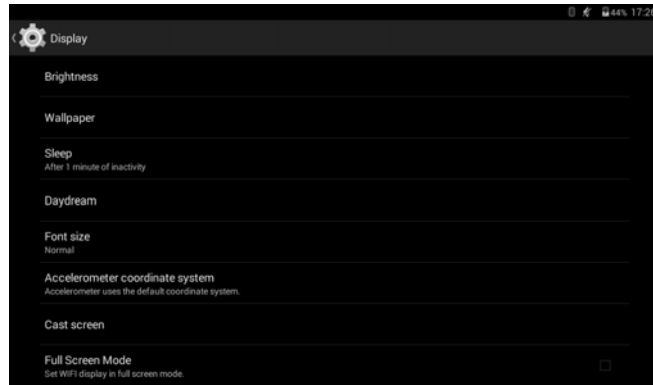 44% 17:26
Display
Brightness
Wallpaper
Sleep
After 1 minute of inactivity
Daydream
Font size
Normal
Accelerometer coordinate system
Accelerometer uses the default coordinate system.
Cast screen
Full Screen Mode
Set WIFI display in full screen mode.